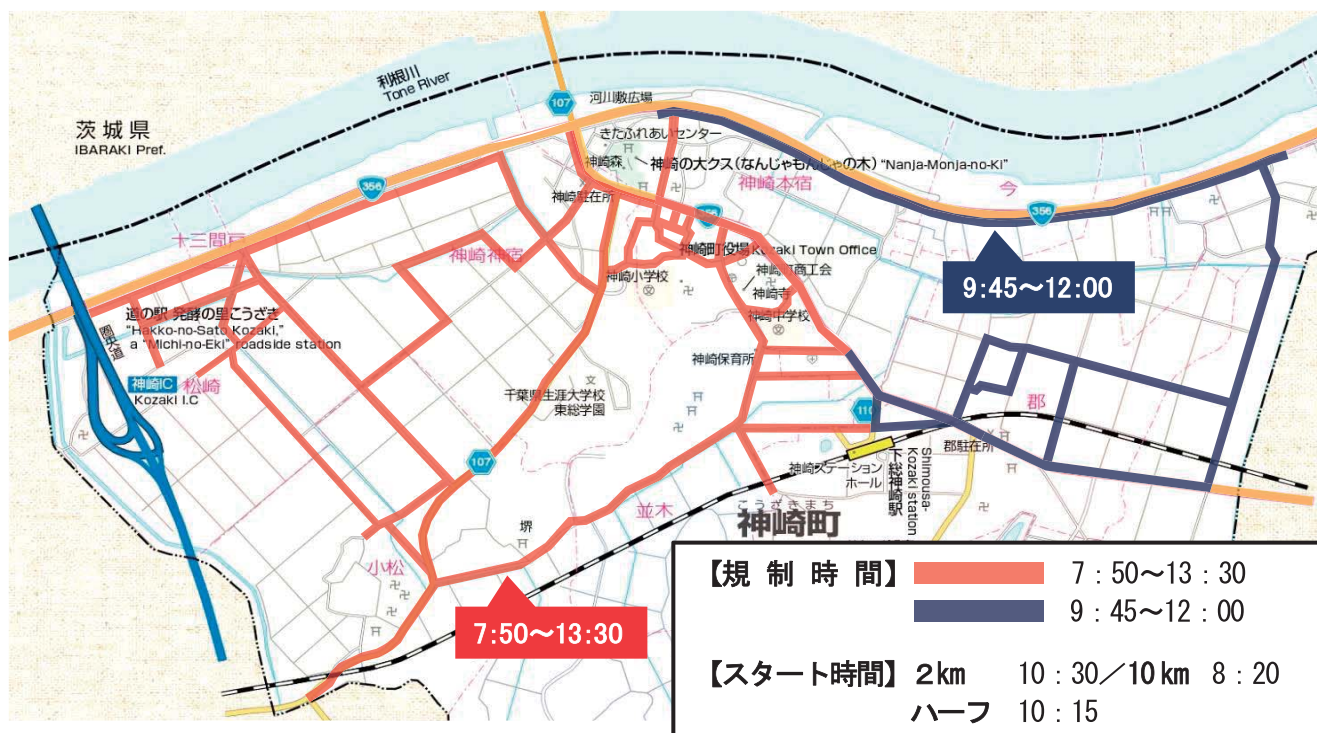 利根川
Tone River
107
河川敷広場
茨城県
IBARAKI Pref.
きたふれあいセンター
神崎森
神崎の大クス(なんじゃもんじゃの木) "Nanja-Monja-no-Ki"
356
神崎駐在所
神崎本宿
今
356
356
十三間戸
神崎神宿
神崎町役場 Kozaki Town Office
神崎小学校
神崎町商工会
神崎寺
9:45～12:00
道の駅 発酵の里こうざき
"Hakko-no-Sato Kozaki,"
a "Michi-no-Eki" roadside station
圏央道
神崎中学校
神崎保育所
神崎IC
Kozaki I.C
松崎
千葉県生涯大学校
東総学園
110
郡
107
郡駐在所
神崎ステーション
ホール
下総神崎駅
Shimousa-
Kozaki station
並木
こうざきまち
神崎町
堺
小松
7:50～13:30
【規制時間】 7:50～13:30
9:45～12:00
【スタート時間】 2km 10:30／10km 8:20
ハーフ 10:15